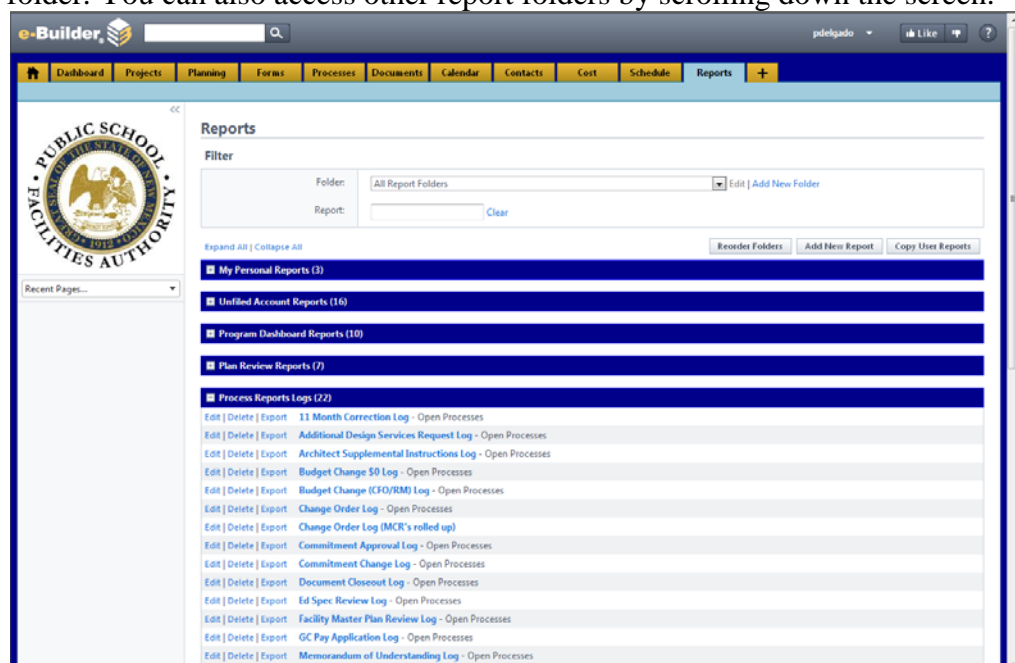 folder. You can also access other report folders by scrolling down the screen.
e-Builder
pdelgado
Like
?
Dashboard Projects Planning Forms Processes Documents Calendar Contacts Cost Schedule Reports +
PUBLIC SCHOOL FACILITIES AUTHORITY
GREAT SEAL OF THE STATE OF NEW MEXICO
1912
Recent Pages...
Reports
Filter
Folder: All Report Folders Edit | Add New Folder
Report: Clear
Expand All | Collapse All Reorder Folders Add New Report Copy User Reports
My Personal Reports (3)
Unfiled Account Reports (16)
Program Dashboard Reports (10)
Plan Review Reports (7)
Process Reports Logs (22)
Edit | Delete | Export 11 Month Correction Log - Open Processes
Edit | Delete | Export Additional Design Services Request Log - Open Processes
Edit | Delete | Export Architect Supplemental Instructions Log - Open Processes
Edit | Delete | Export Budget Change $0 Log - Open Processes
Edit | Delete | Export Budget Change (CFO/RM) Log - Open Processes
Edit | Delete | Export Change Order Log - Open Processes
Edit | Delete | Export Change Order Log (MCR's rolled up)
Edit | Delete | Export Commitment Approval Log - Open Processes
Edit | Delete | Export Commitment Change Log - Open Processes
Edit | Delete | Export Document Closeout Log - Open Processes
Edit | Delete | Export Ed Spec Review Log - Open Processes
Edit | Delete | Export Facility Master Plan Review Log - Open Processes
Edit | Delete | Export GC Pay Application Log - Open Processes
Edit | Delete | Export Memorandum of Understanding Log - Open Processes